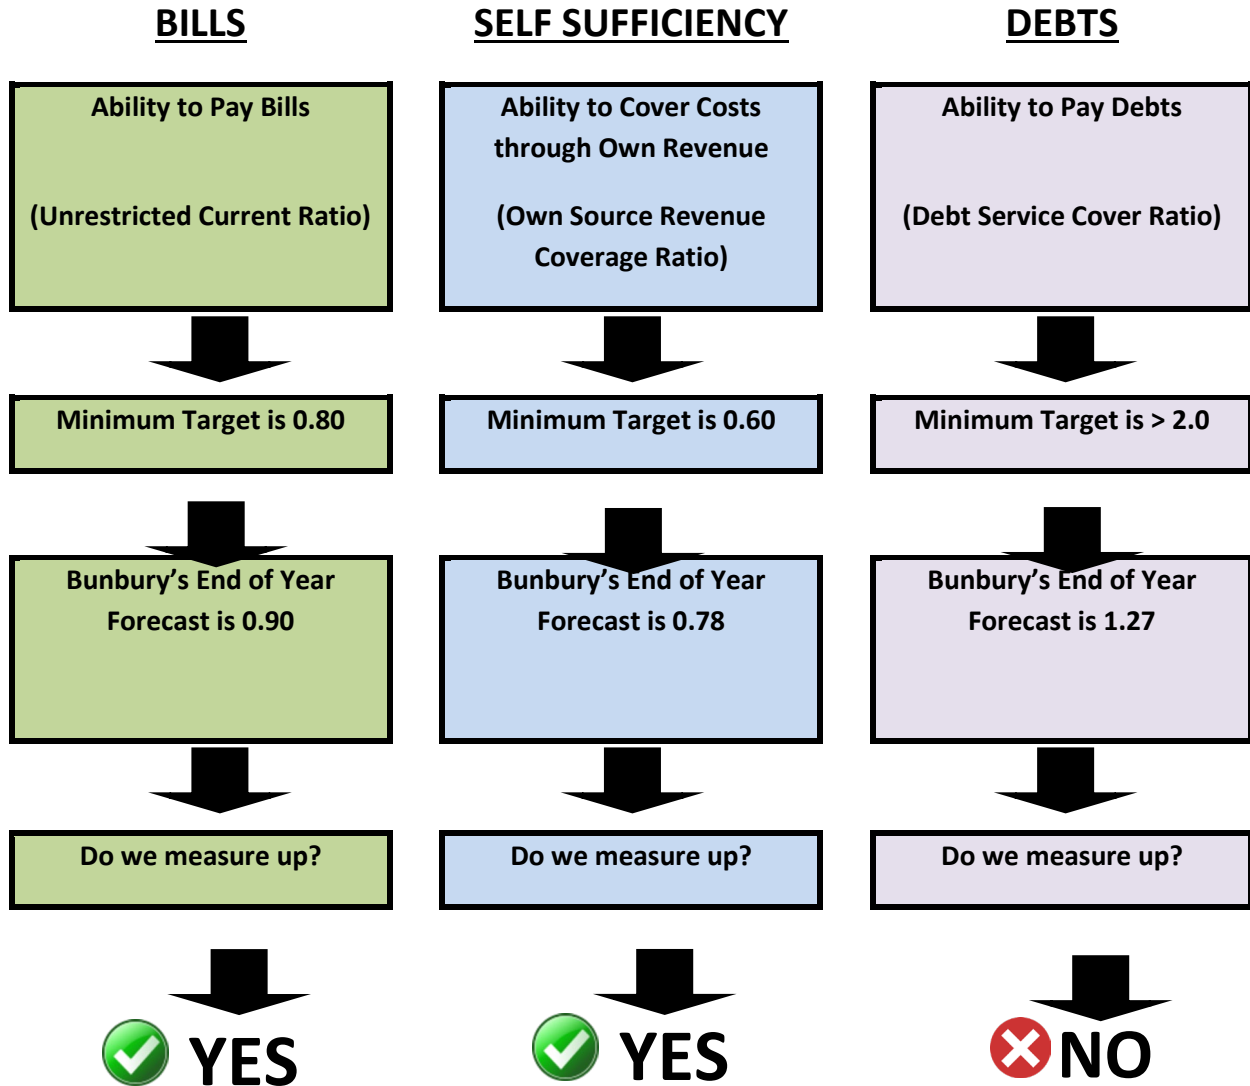 BILLS
Ability to Pay Bills
(Unrestricted Current Ratio)
Minimum Target is 0.80
Bunbury’s End of Year
Forecast is 0.90
Do we measure up?
YES
SELF SUFFICIENCY
Ability to Cover Costs
through Own Revenue
(Own Source Revenue
Coverage Ratio)
Minimum Target is 0.60
Bunbury’s End of Year
Forecast is 0.78
Do we measure up?
YES
DEBTS
Ability to Pay Debts
(Debt Service Cover Ratio)
Minimum Target is > 2.0
Bunbury’s End of Year
Forecast is 1.27
Do we measure up?
NO